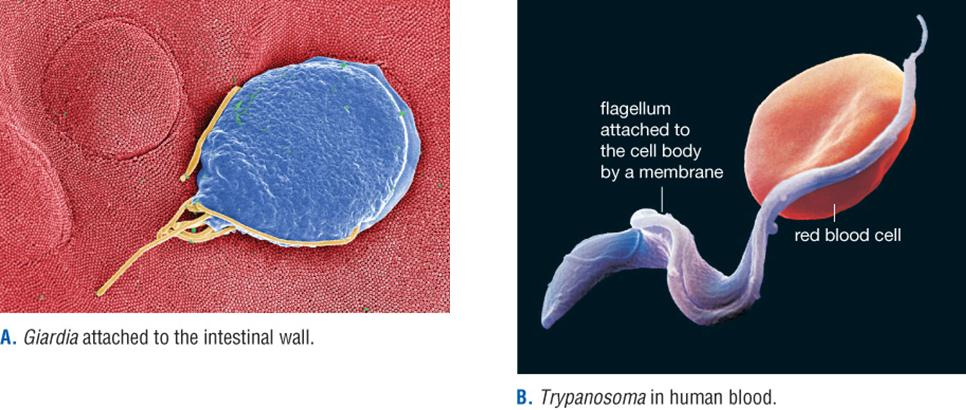 flagellum
attached to
the cell body
by a membrane
red blood cell
A. Giardia attached to the intestinal wall.
B. Trypanosoma in human blood.